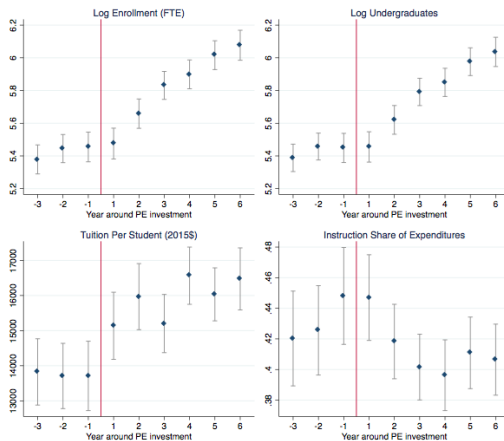 Log Enrollment (FTE)
6.2
6
5.8
5.6
5.4
5.2
-3 -2 -1 1 2 3 4 5 6
Year around PE investment
Log Undergraduates
6.2
6
5.8
5.6
5.4
5.2
-3 -2 -1 1 2 3 4 5 6
Year around PE investment
Tuition Per Student (2015$)
17000
16000
15000
14000
13000
-3 -2 -1 1 2 3 4 5 6
Year around PE investment
Instruction Share of Expenditures
.48
.46
.44
.42
.4
.38
-3 -2 -1 1 2 3 4 5 6
Year around PE investment